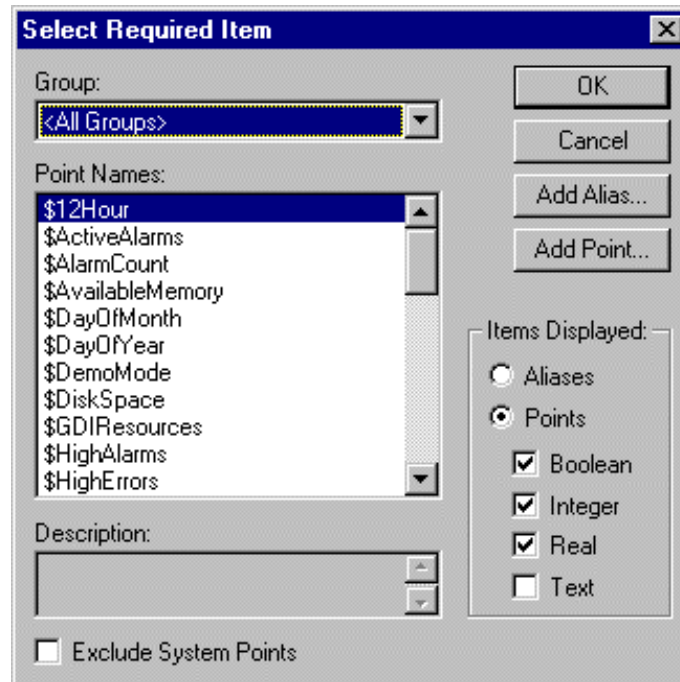 Select Required Item
Group:
<All Groups>
Point Names:
$12Hour
$ActiveAlarms
$AlarmCount
$AvailableMemory
$DayOfMonth
$DayOfYear
$DemoMode
$DiskSpace
$GDIResources
$HighAlarms
$HighErrors
Description:
Exclude System Points
OK
Cancel
Add Alias...
Add Point...
Items Displayed:
Aliases
Points
Boolean
Integer
Real
Text